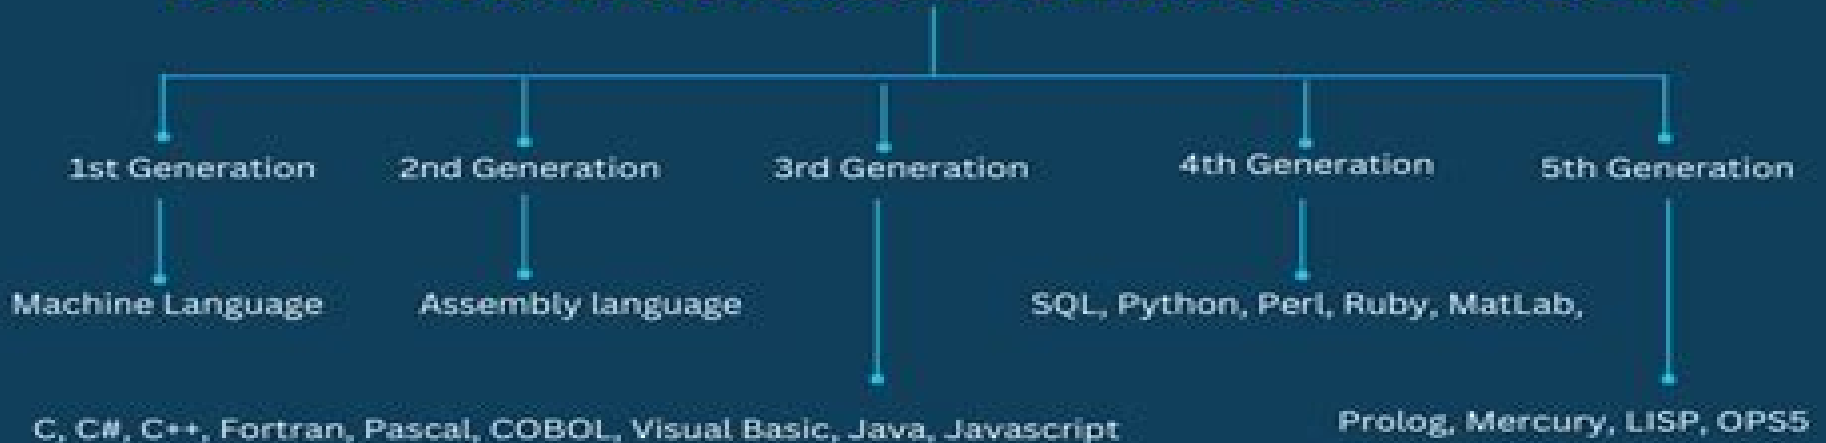 1st Generation
2nd Generation
3rd Generation
4th Generation
5th Generation
Machine Language
Assembly language
SQL, Python, Perl, Ruby, MatLab,
C, C#, C++, Fortran, Pascal, COBOL, Visual Basic, Java, Javascript
Prolog, Mercury, LISP, OPS5